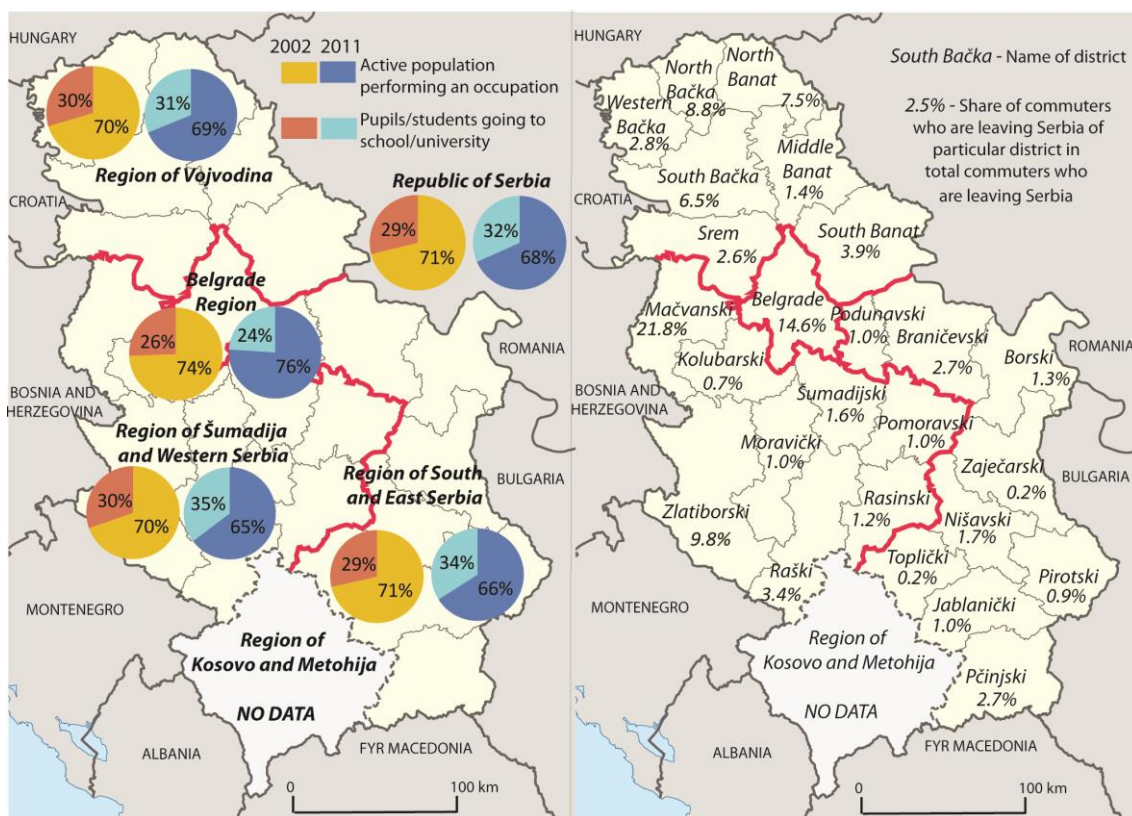 HUNGARY
2002 2011
Active population
performing an occupation
Pupils/students going to
school/university
30%
70%
31%
69%
Region of Vojvodina
CROATIA
Republic of Serbia
29%
71%
32%
68%
Belgrade
Region
26%
74%
24%
76%
ROMANIA
BOSNIA AND
HERZEGOVINA
Region of Šumadija
and Western Serbia
30%
70%
35%
65%
Region of South
and East Serbia
BULGARIA
29%
71%
34%
66%
MONTENEGRO
Region of
Kosovo and Metohija
NO DATA
ALBANIA
FYR MACEDONIA
0 100 km
HUNGARY
South Bačka - Name of district
2.5% - Share of commuters
who are leaving Serbia of
particular district in
total commuters who
are leaving Serbia
North
Bačka
8.8%
North
Banat
7.5%
Western
Bačka
2.8%
Middle
Banat
1.4%
South Bačka
6.5%
CROATIA
Srem
2.6%
South Banat
3.9%
Belgrade
14.6%
Mačvanski
21.8%
Podunavski
1.0%
Braničevski
2.7%
ROMANIA
Kolubarski
0.7%
Borski
1.3%
BOSNIA AND
HERZEGOVINA
Šumadijski
1.6%
Pomoravski
1.0%
Moravički
1.0%
Zaječarski
0.2%
BULGARIA
Zlatiborski
9.8%
Rasinski
1.2%
Nišavski
1.7%
Raški
3.4%
Toplički
0.2%
Pirotski
0.9%
MONTENEGRO
Jablanički
1.0%
Region of
Kosovo and Metohija
NO DATA
Pčinjski
2.7%
ALBANIA
FYR MACEDONIA
0 100 km